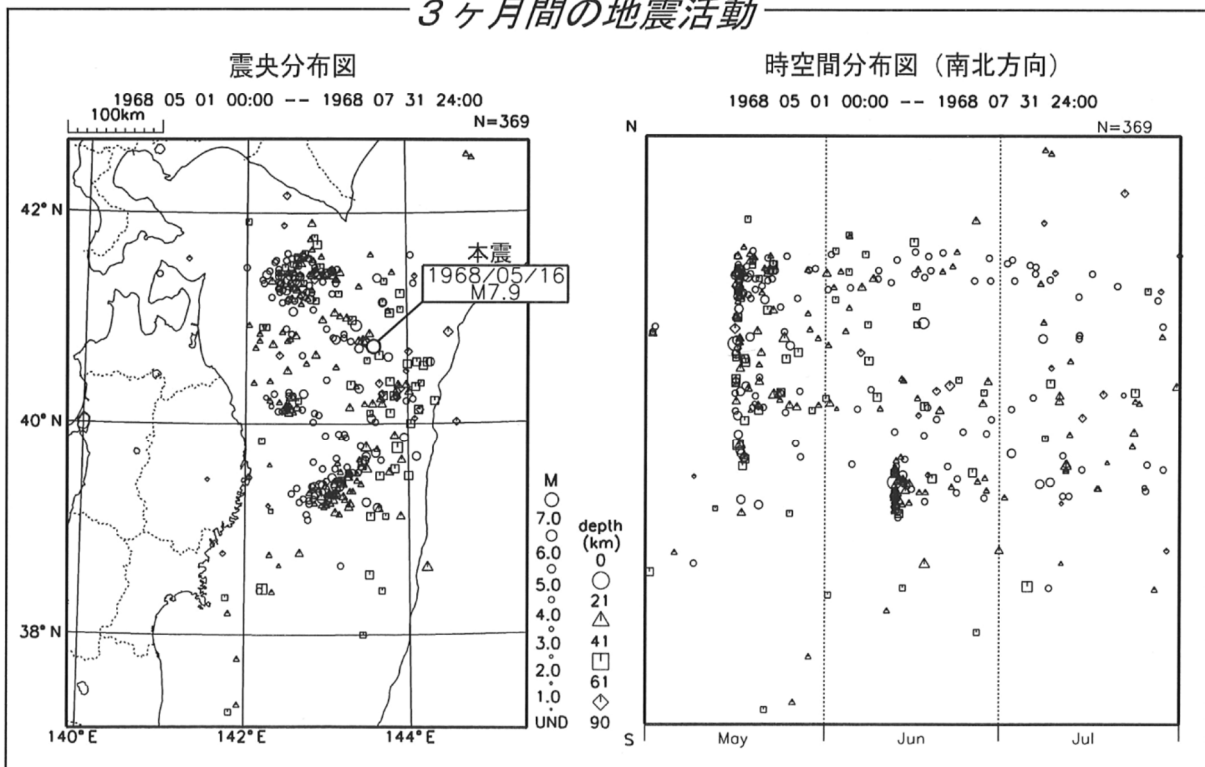 3ヶ月間の地震活動
震央分布図
1968 05 01 00:00 -- 1968 07 31 24:00
100km
N=369
42° N
40° N
38° N
140° E
142° E
144° E
本震
1968/05/16
M7.9
M
7.0
6.0
5.0
4.0
3.0
2.0
1.0
UND
depth
(km)
0
21
41
61
90
時空間分布図（南北方向）
1968 05 01 00:00 -- 1968 07 31 24:00
N
N=369
S
May
Jun
Jul